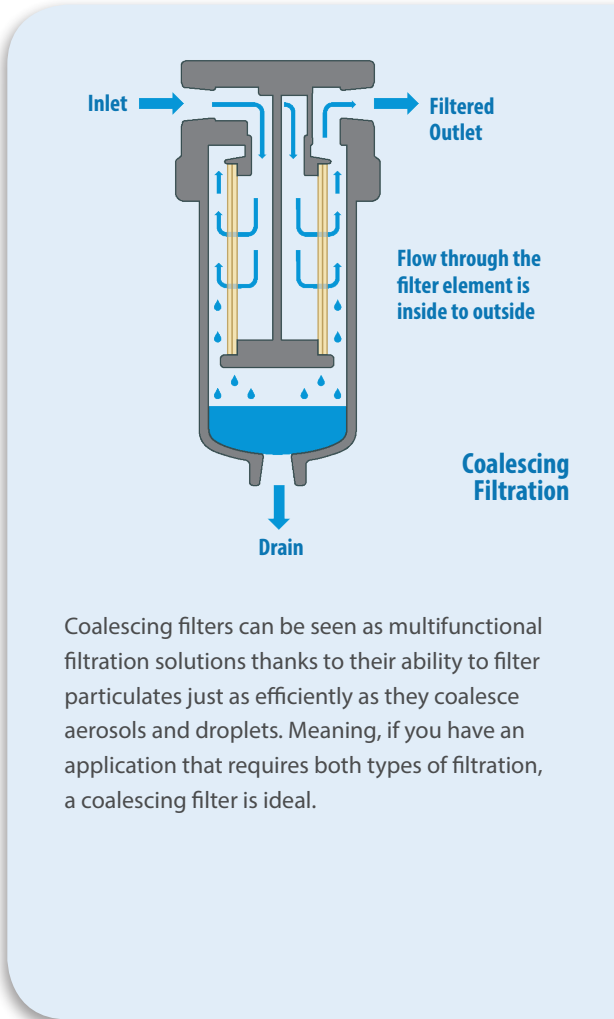 Inlet
Filtered
Outlet
Flow through the
filter element is
inside to outside
Coalescing
Filtration
Drain
Coalescing filters can be seen as multifunctional
filtration solutions thanks to their ability to filter
particulates just as efficiently as they coalesce
aerosols and droplets. Meaning, if you have an
application that requires both types of filtration,
a coalescing filter is ideal.